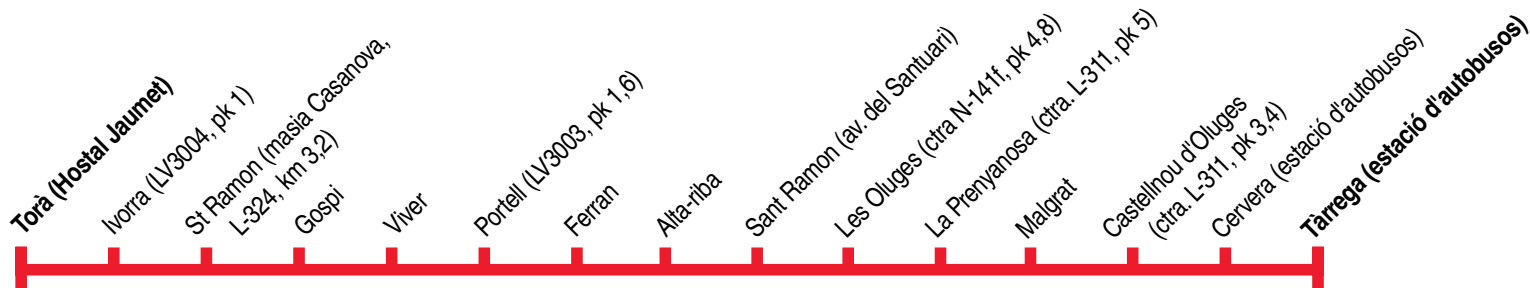 Torà (Hostal Jaumet)
Ivorra (LV3004, pk 1)
St Ramon (masia Casanova,
L-324, km 3,2)
Gospi
Viver
Portell (LV3003, pk 1,6)
Ferran
Alta-riba
Sant Ramon (av. del Santuari)
Les Oluges (ctra N-141f, pk 4,8)
La Prenyanosa (ctra. L-311, pk 5)
Malgrat
Castellnou d'Oluges
(ctra. L-311, pk 3,4)
Cervera (estació d'autobusos)
Tàrrega (estació d'autobusos)